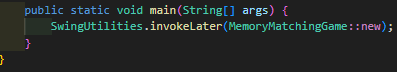 public static void main(String[] args) {
SwingUtilities.invokeLater(MemoryMatchingGame::new);
}
}